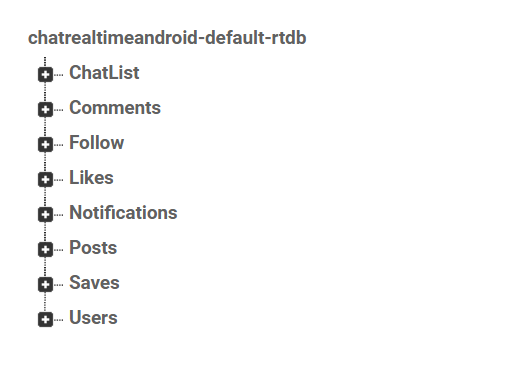 chatrealtimeandroid-default-rtdb
ChatList
Comments
Follow
Likes
Notifications
Posts
Saves
Users